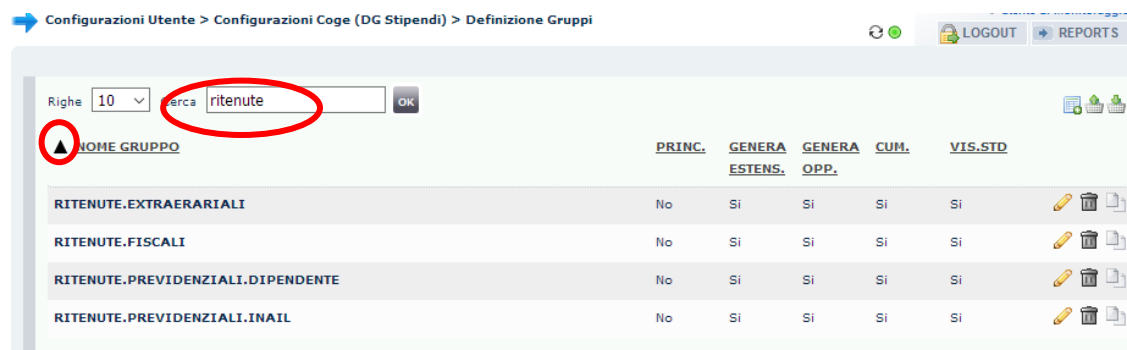 Configurazioni Utente > Configurazioni Coge (DG Stipendi) > Definizione Gruppi
LOGOUT REPORTS
Righe 10 Cerca ritenute OK
▲ NOME GRUPPO PRINC. GENERA ESTENS. GENERA OPP. CUM. VIS.STD
RITENUTE.EXTRAERARIALI No Si Si Si Si
RITENUTE.FISCALI No Si Si Si Si
RITENUTE.PREVIDENZIALI.DIPENDENTE No Si Si Si Si
RITENUTE.PREVIDENZIALI.INAIL No Si Si Si Si